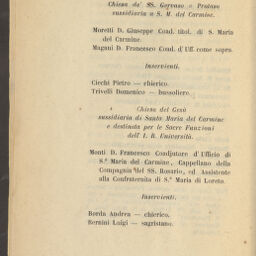 Chiesa de' SS. Gervaso e Protaso
sussidiaria a S. M. del Carmine.
Moretti D. Giuseppe Coad. titol. di S. Maria
del Carmine.
Magani D. Francesco Coad. d'Uff. come sopra.
Inservienti.
Ciechi Pietro — chierico.
Trivelli Domenico — bussoliere.
Chiesa del Gesù
sussidiaria di Santa Maria del Carmine
e destinata per le Sacre Funzioni
dell' I. R. Università.
Monti D. Francesco Coadjutore d'Ufficio di
S.ª Maria del Carmine, Cappellano della
Compagnia del SS. Rosario, ed Assistente
alla Confraternita di S.ª Maria di Loreto.
Inservienti.
Borda Andrea — chierico.
Bernini Luigi — sagristano.